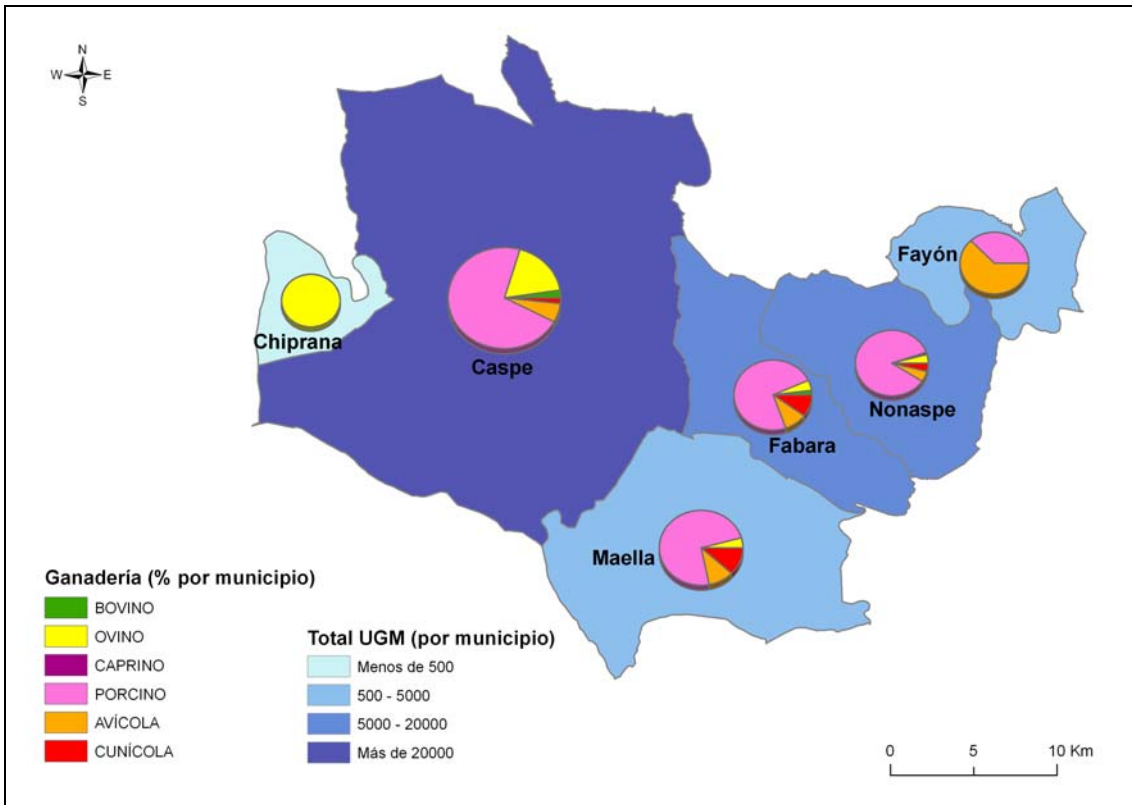 N
W E
S
Fayón
Chiprana
Caspe
Nonaspe
Fabara
Maella
Ganadería (% por municipio)
BOVINO
OVINO
CAPRINO
PORCINO
AVÍCOLA
CUNÍCOLA
Total UGM (por municipio)
Menos de 500
500 - 5000
5000 - 20000
Más de 20000
0 5 10 Km